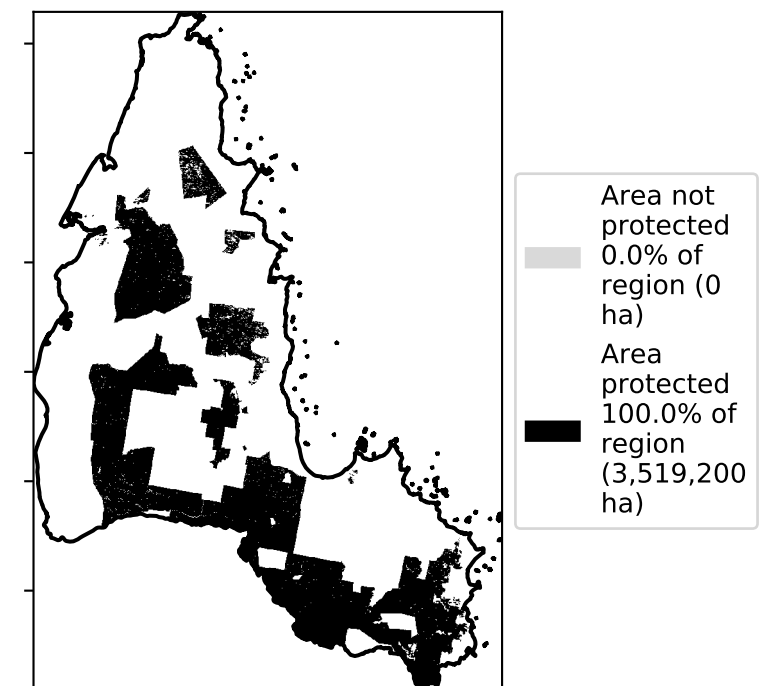 Area not
protected
0.0% of
region (0
ha)
Area
protected
100.0% of
region
(3,519,200
ha)